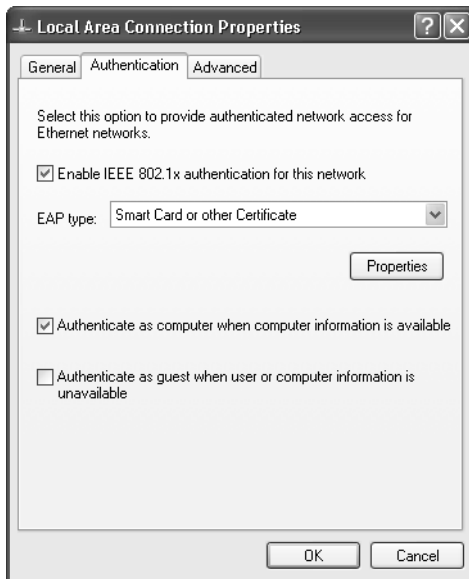 Local Area Connection Properties
General Authentication Advanced
Select this option to provide authenticated network access for
Ethernet networks.
Enable IEEE 802.1x authentication for this network
EAP type: Smart Card or other Certificate
Properties
Authenticate as computer when computer information is available
Authenticate as guest when user or computer information is
unavailable
OK Cancel